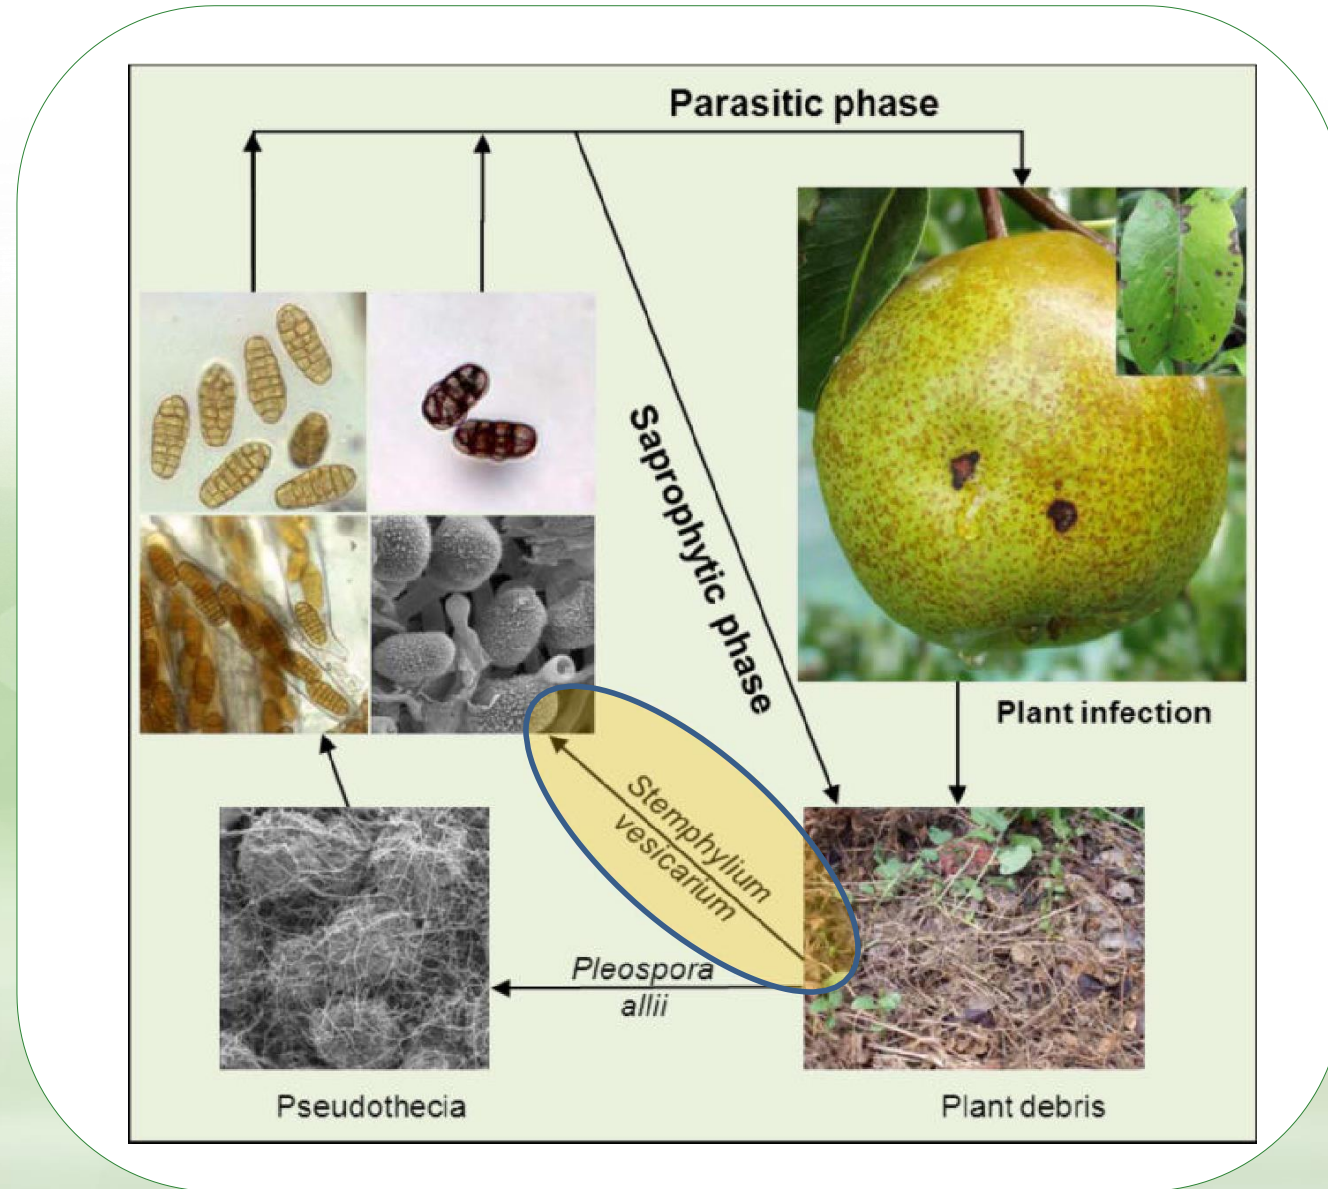 Parasitic phase
Saprophytic phase
Plant infection
Stemphylium
vesicarium
Pleospora
allii
Pseudothecia
Plant debris